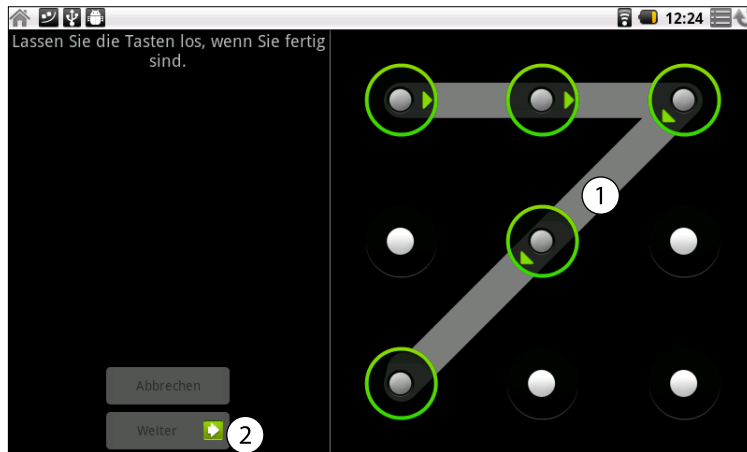 12:24
Lassen Sie die Tasten los, wenn Sie fertig
sind.
1
Abbrechen
Weiter
2